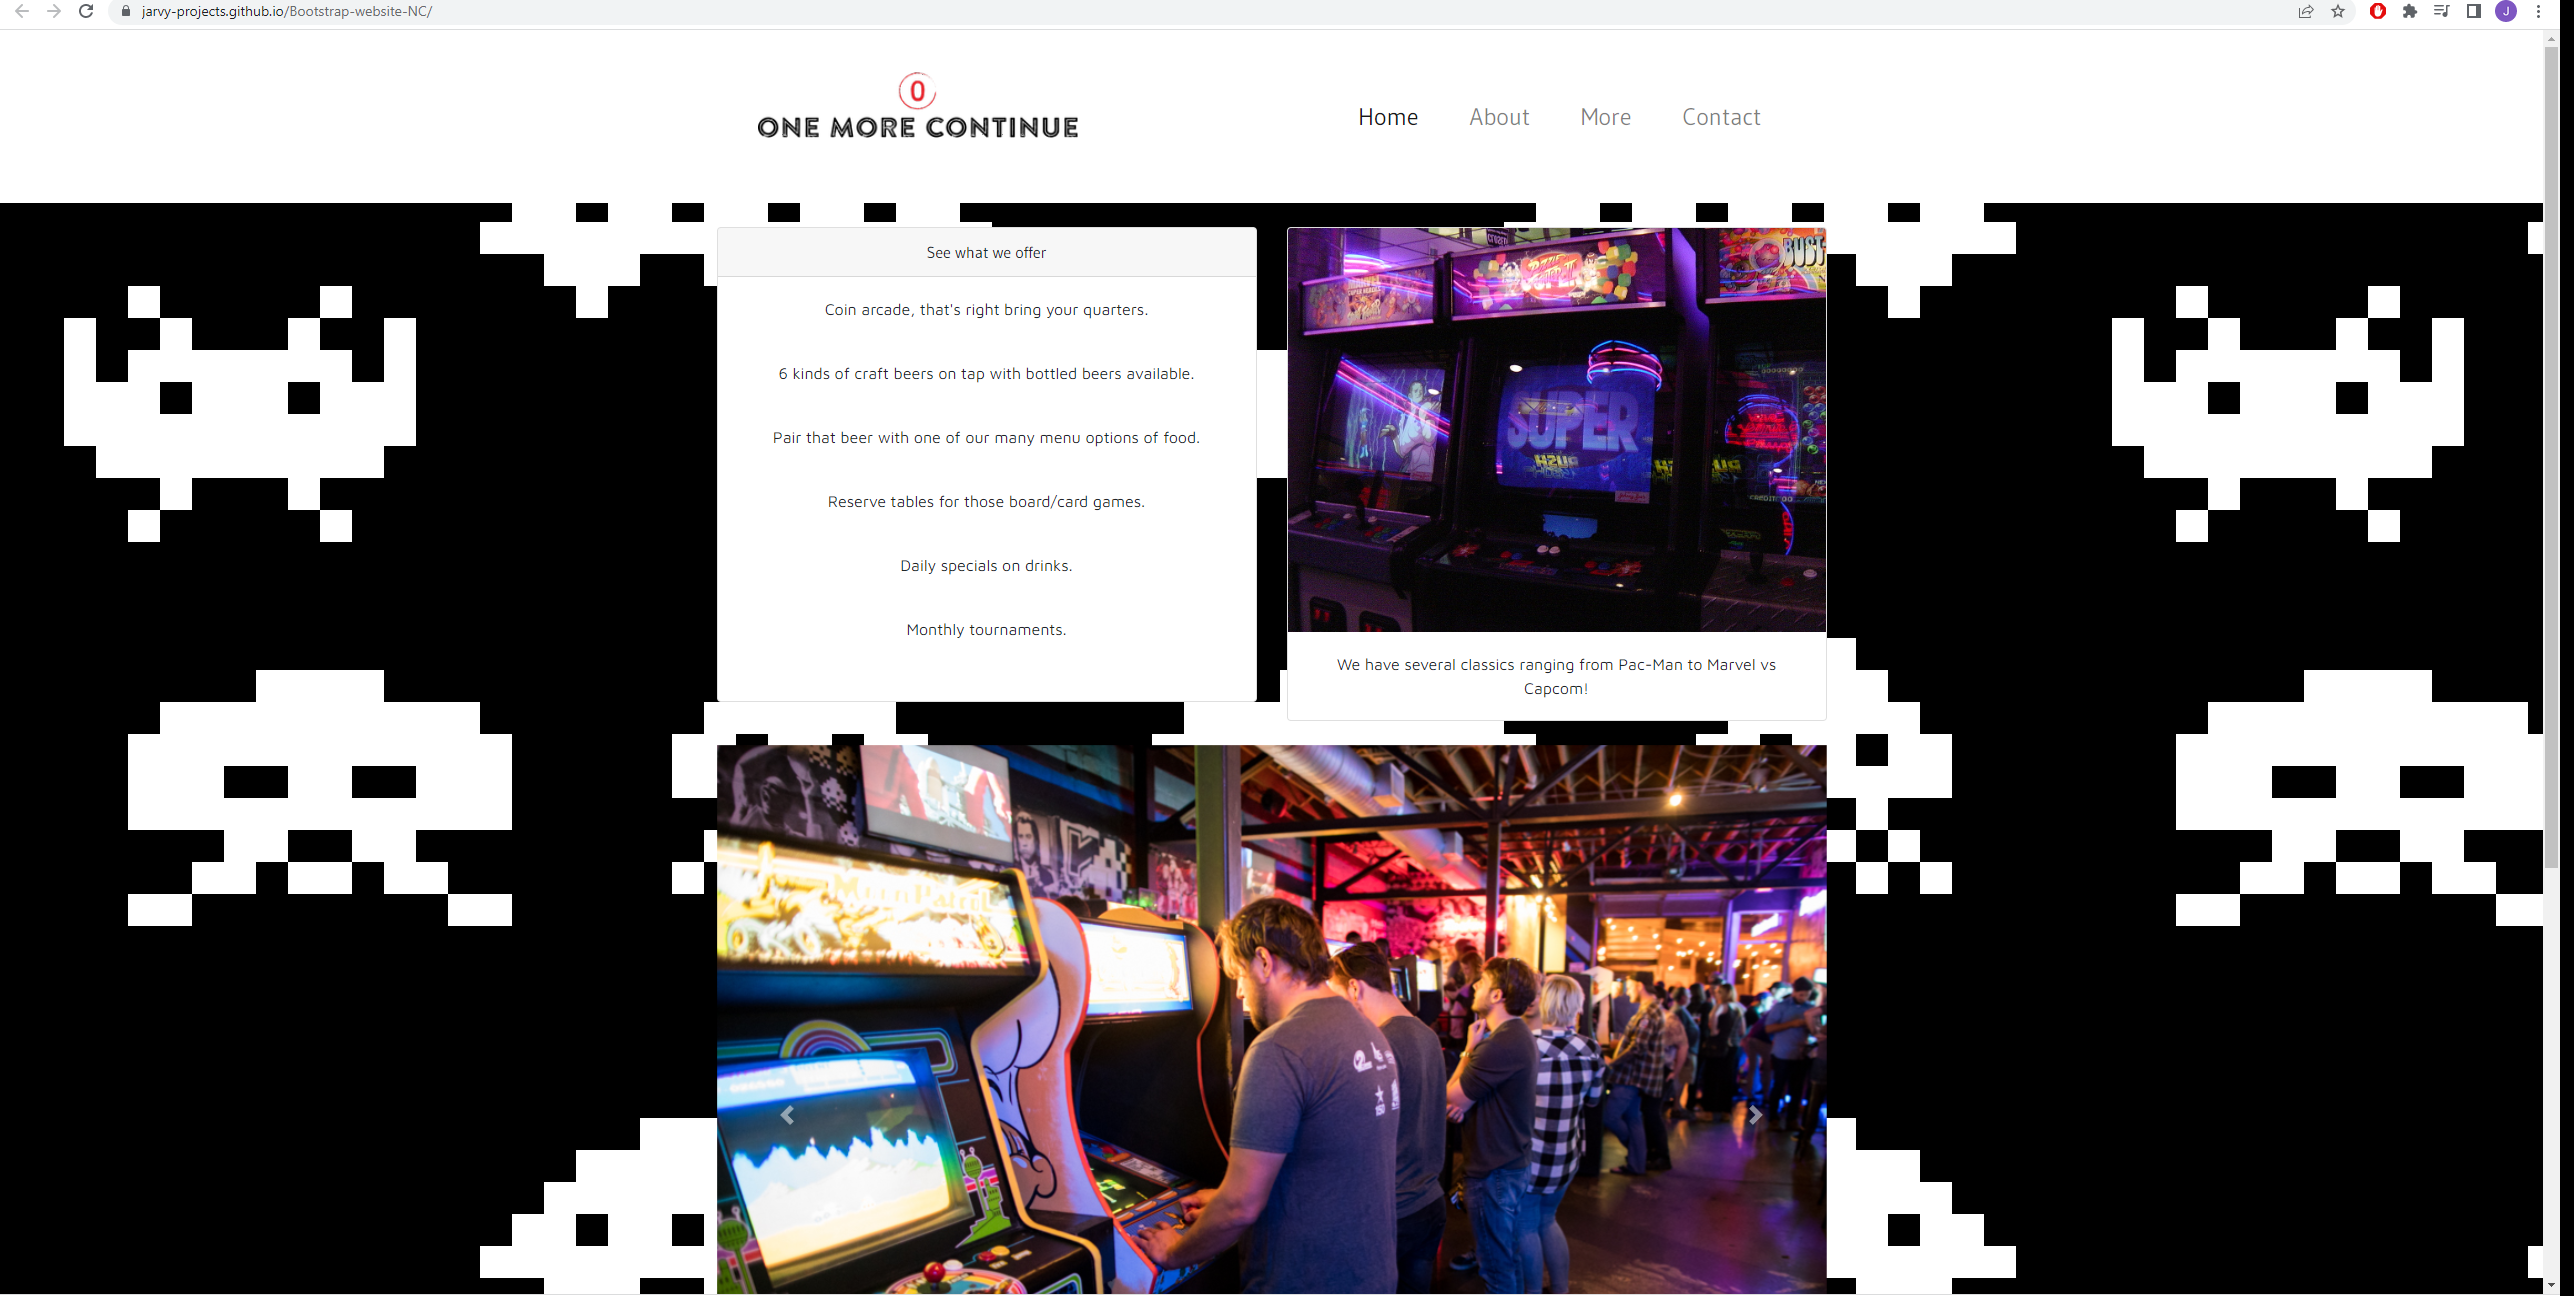 jarvy-projects.github.io/Bootstrap-website-NC/
J
0
ONE MORE CONTINUE
Home About More Contact
See what we offer
Coin arcade, that's right bring your quarters.
6 kinds of craft beers on tap with bottled beers available.
Pair that beer with one of our many menu options of food.
Reserve tables for those board/card games.
Daily specials on drinks.
Monthly tournaments.
BUST-
SUPER
We have several classics ranging from Pac-Man to Marvel vs
Capcom!
Moon Patrol